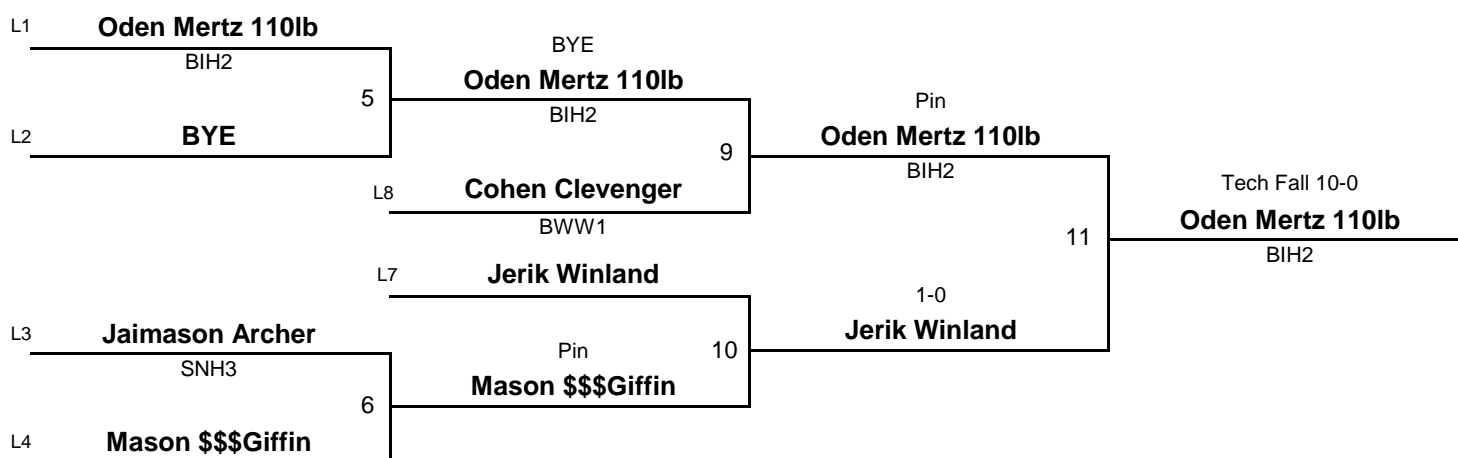 L1
Oden Mertz 110lb
BIH2
5
L2
BYE
BYE
Oden Mertz 110lb
BIH2
9
L8
Cohen Clevenger
BWW1
Pin
Oden Mertz 110lb
BIH2
11
Tech Fall 10-0
Oden Mertz 110lb
BIH2
L7
Jerik Winland
1-0
Jerik Winland
10
L3
Jaimason Archer
SNH3
Pin
Mason $$$Giffin
6
L4
Mason $$$Giffin